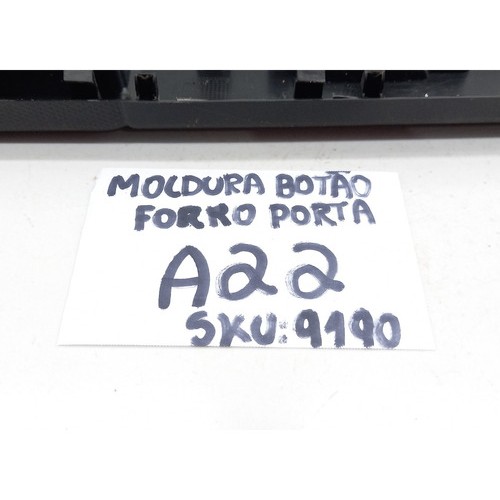 MOLDURA BOTÃO
FORRO PORTA
A22
SKU:9190